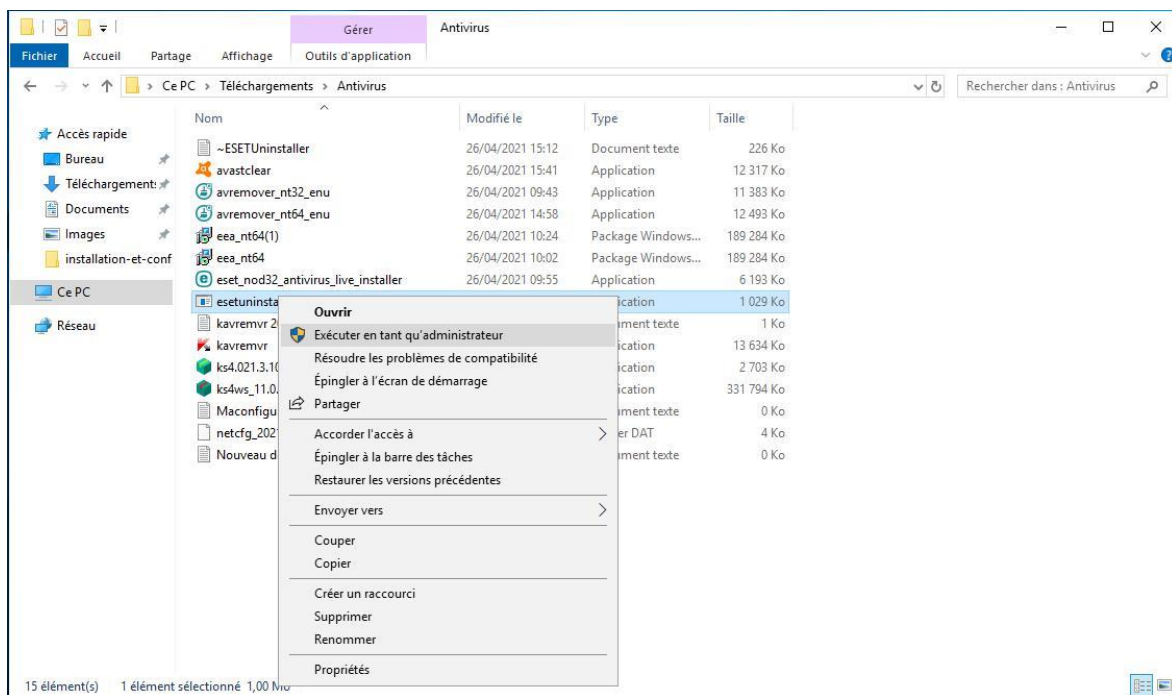 Gérer
Antivirus
Fichier
Accueil
Partage
Affichage
Outils d'application
Ce PC > Téléchargements > Antivirus
Rechercher dans : Antivirus
Nom
Modifié le
Type
Taille
Accès rapide
Bureau
Téléchargement
Documents
Images
installation-et-conf
Ce PC
Réseau
~ESETUninstaller 26/04/2021 15:12 Document texte 226 Ko
avastclear 26/04/2021 15:41 Application 12 317 Ko
avremover_nt32_enu 26/04/2021 09:43 Application 11 383 Ko
avremover_nt64_enu 26/04/2021 14:58 Application 12 493 Ko
eea_nt64(1) 26/04/2021 10:24 Package Windows... 189 284 Ko
eea_nt64 26/04/2021 10:02 Package Windows... 189 284 Ko
eset_nod32_antivirus_live_installer 26/04/2021 09:55 Application 6 193 Ko
esetuninsta ication 1 029 Ko
kavremvr 2 ument texte 1 Ko
kavremvr ication 13 634 Ko
ks4.021.3.10 ication 2 703 Ko
ks4ws_11.0. ication 331 794 Ko
Maconfigu ument texte 0 Ko
netcfg_202 er DAT 4 Ko
Nouveau d ument texte 0 Ko
Ouvrir
Exécuter en tant qu'administrateur
Résoudre les problèmes de compatibilité
Épingler à l'écran de démarrage
Partager
Accorder l'accès à
Épingler à la barre des tâches
Restaurer les versions précédentes
Envoyer vers
Couper
Copier
Créer un raccourci
Supprimer
Renommer
Propriétés
15 élément(s) 1 élément sélectionné 1,00 Mo